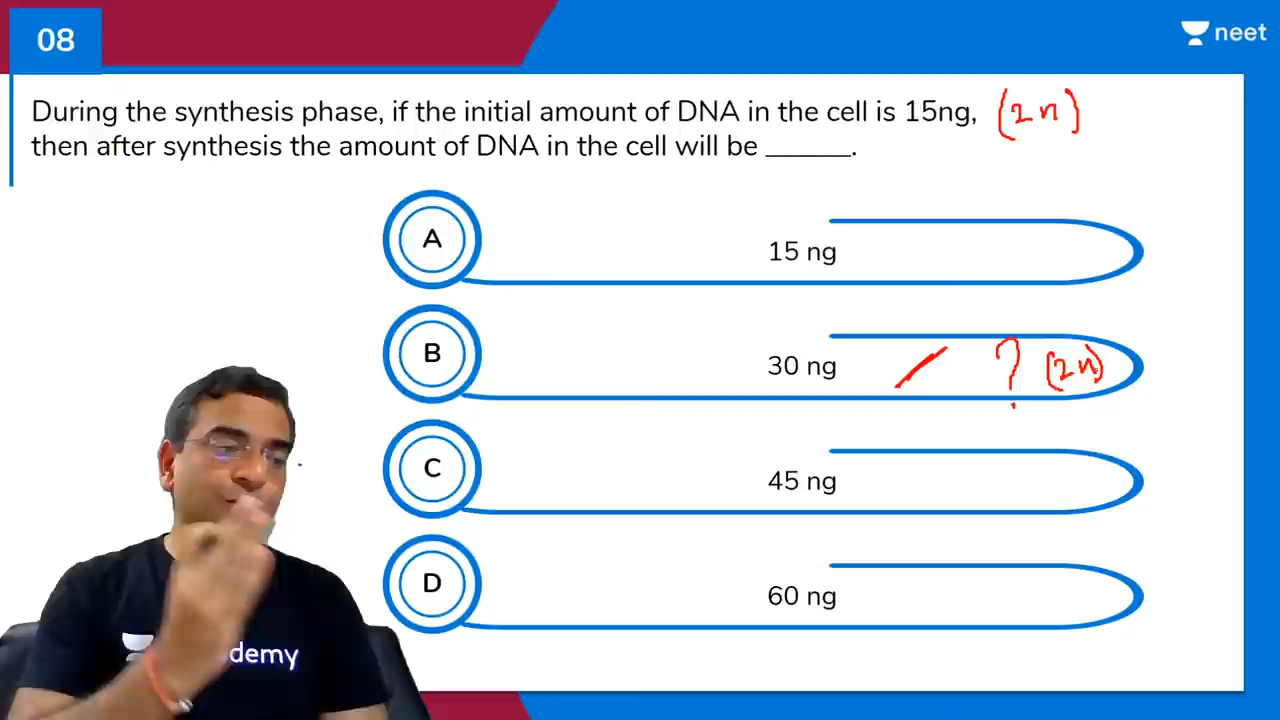 08
neet
During the synthesis phase, if the initial amount of DNA in the cell is 15ng, (2n)
then after synthesis the amount of DNA in the cell will be ______.
A
15 ng
B
30 ng ? (2n)
C
45 ng
D
60 ng
demy